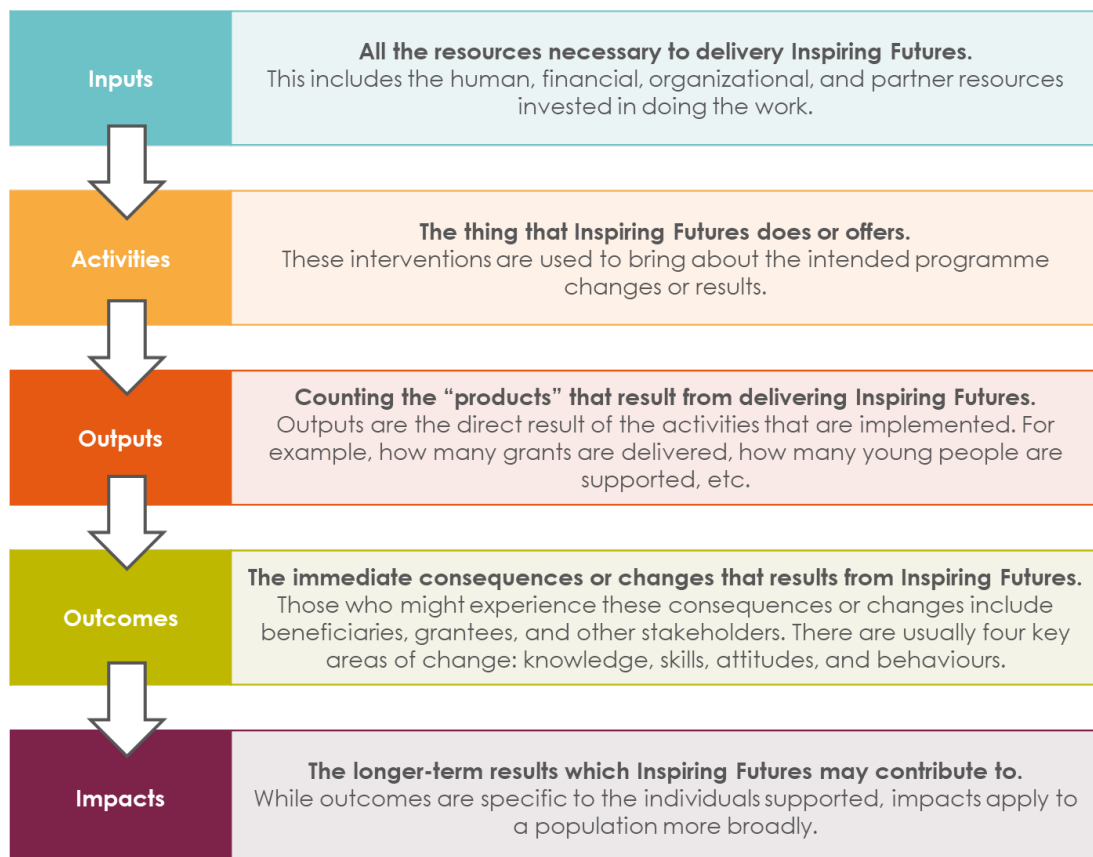 Inputs
All the resources necessary to delivery Inspiring Futures.
This includes the human, financial, organizational, and partner resources
invested in doing the work.
Activities
The thing that Inspiring Futures does or offers.
These interventions are used to bring about the intended programme
changes or results.
Outputs
Counting the “products” that result from delivering Inspiring Futures.
Outputs are the direct result of the activities that are implemented. For
example, how many grants are delivered, how many young people are
supported, etc.
Outcomes
The immediate consequences or changes that results from Inspiring Futures.
Those who might experience these consequences or changes include
beneficiaries, grantees, and other stakeholders. There are usually four key
areas of change: knowledge, skills, attitudes, and behaviours.
Impacts
The longer-term results which Inspiring Futures may contribute to.
While outcomes are specific to the individuals supported, impacts apply to
a population more broadly.